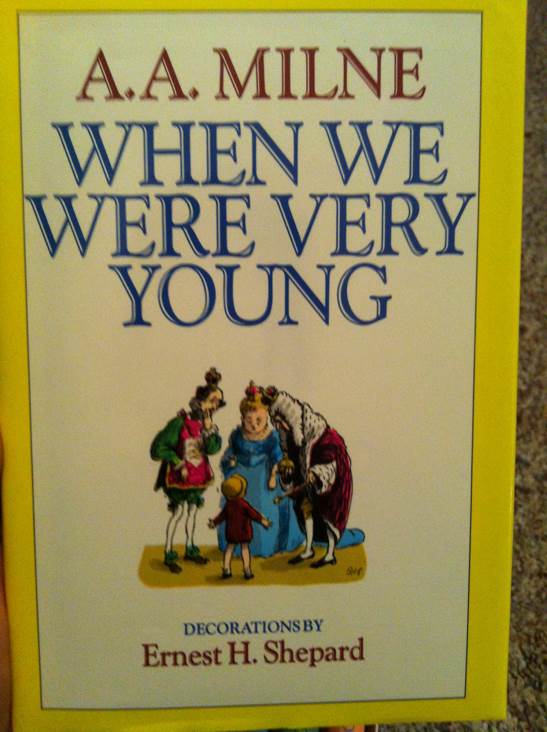 A.A. MILNE
WHEN WE
WERE VERY
YOUNG
DECORATIONS BY
Ernest H. Shepard